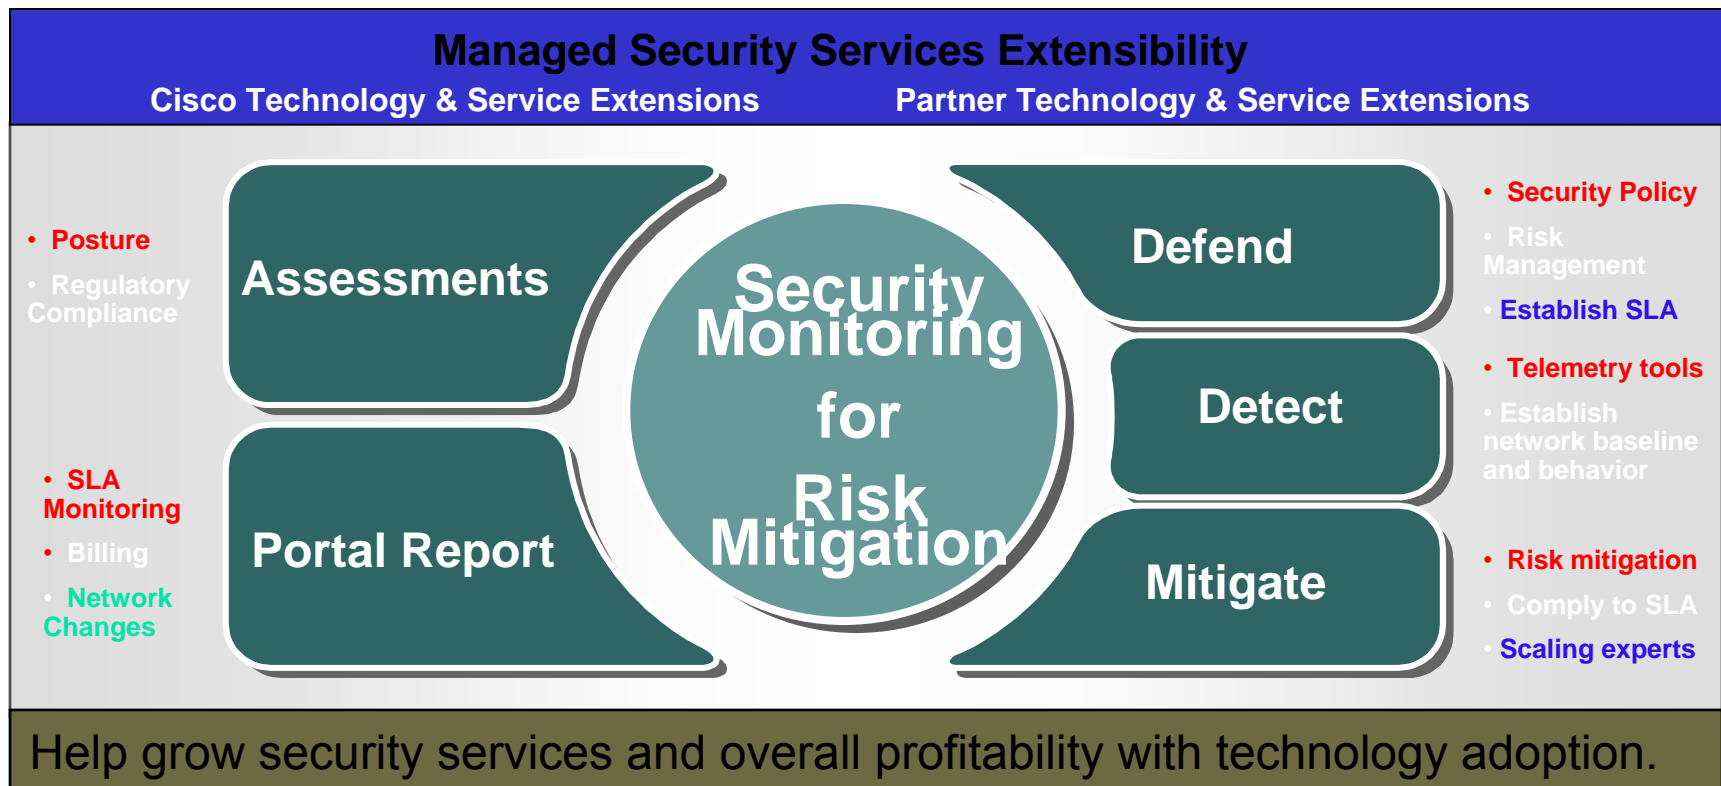 Managed Security Services Extensibility
Cisco Technology & Service Extensions
Partner Technology & Service Extensions
• Posture
• Regulatory
Compliance
Assessments
• SLA
Monitoring
• Billing
• Network
Changes
Portal Report
Security
Monitoring
for
Risk
Mitigation
Defend
• Security Policy
• Risk
Management
• Establish SLA
Detect
• Telemetry tools
• Establish
network baseline
and behavior
Mitigate
• Risk mitigation
• Comply to SLA
• Scaling experts
Help grow security services and overall profitability with technology adoption.